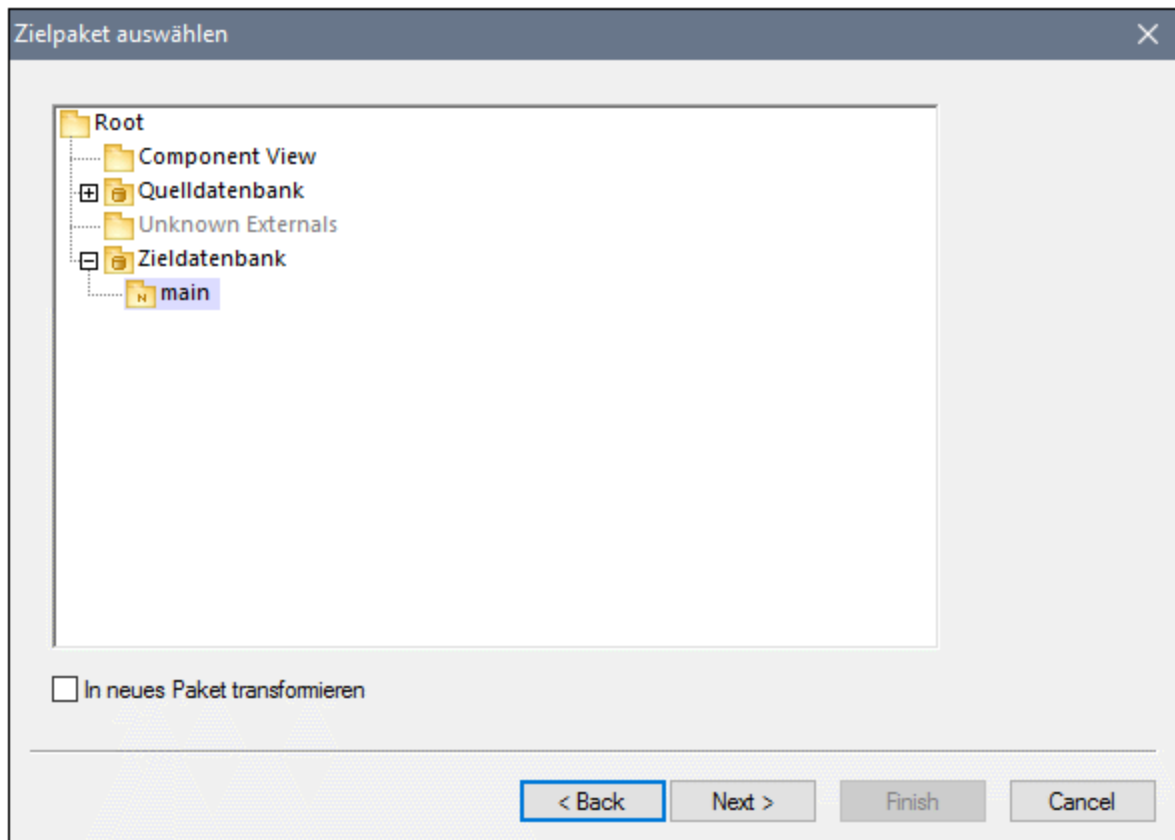 Zielpaket auswählen
Root
Component View
Quelldatenbank
Unknown Externals
Zieldatenbank
N main
In neues Paket transformieren
< Back Next > Finish Cancel